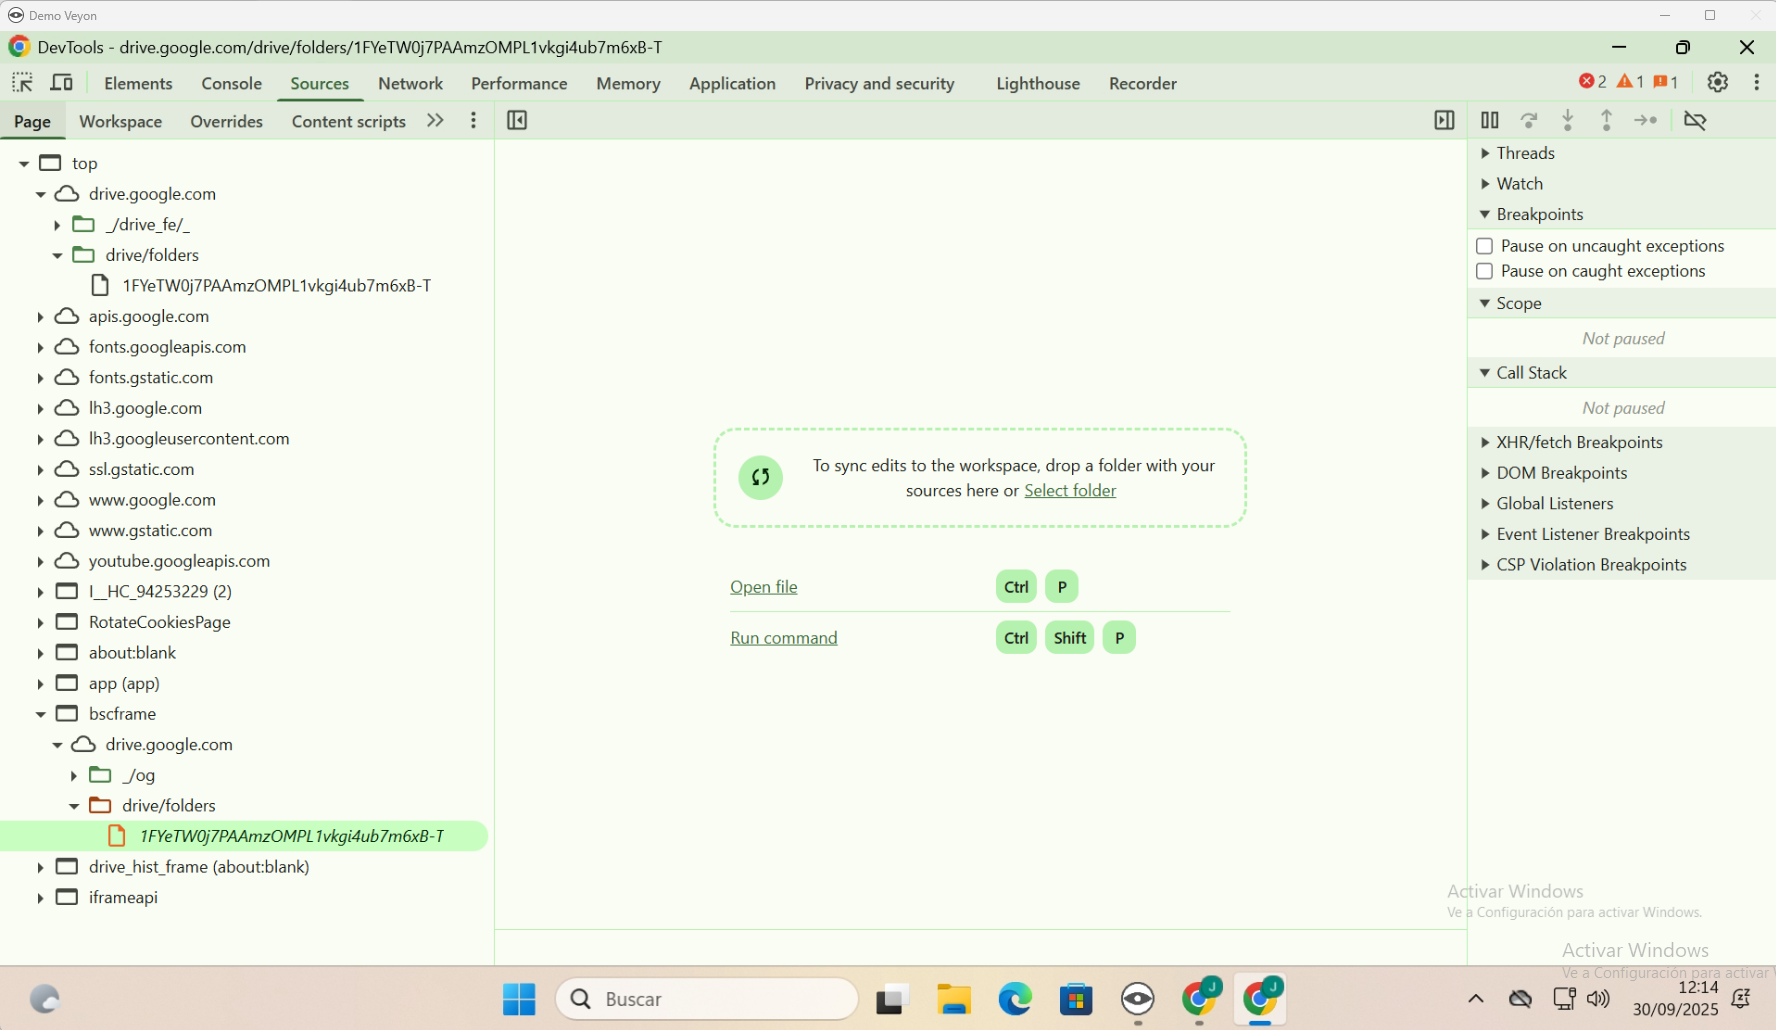 Demo Veyon
DevTools - drive.google.com/drive/folders/1FYeTW0j7PAAmzOMPL1vkgi4ub7m6xB-T
Elements Console Sources Network Performance Memory Application Privacy and security Lighthouse Recorder 2 1 1
Page Workspace Overrides Content scripts
top
drive.google.com
_/drive_fe/_
drive/folders
1FYeTW0j7PAAmzOMPL1vkgi4ub7m6xB-T
apis.google.com
fonts.googleapis.com
fonts.gstatic.com
lh3.google.com
lh3.googleusercontent.com
ssl.gstatic.com
www.google.com
www.gstatic.com
youtube.googleapis.com
I__HC_94253229 (2)
RotateCookiesPage
about:blank
app (app)
bscframe
drive.google.com
_/og
drive/folders
1FYeTW0j7PAAmzOMPL1vkgi4ub7m6xB-T
drive_hist_frame (about:blank)
iframeapi
To sync edits to the workspace, drop a folder with your
sources here or Select folder
Open file Ctrl P
Run command Ctrl Shift P
Threads
Watch
Breakpoints
Pause on uncaught exceptions
Pause on caught exceptions
Scope
Not paused
Call Stack
Not paused
XHR/fetch Breakpoints
DOM Breakpoints
Global Listeners
Event Listener Breakpoints
CSP Violation Breakpoints
Activar Windows
Ve a Configuración para activar Windows.
Activar Windows
Ve a Configuración para activar
Buscar
J
J
12:14
30/09/2025